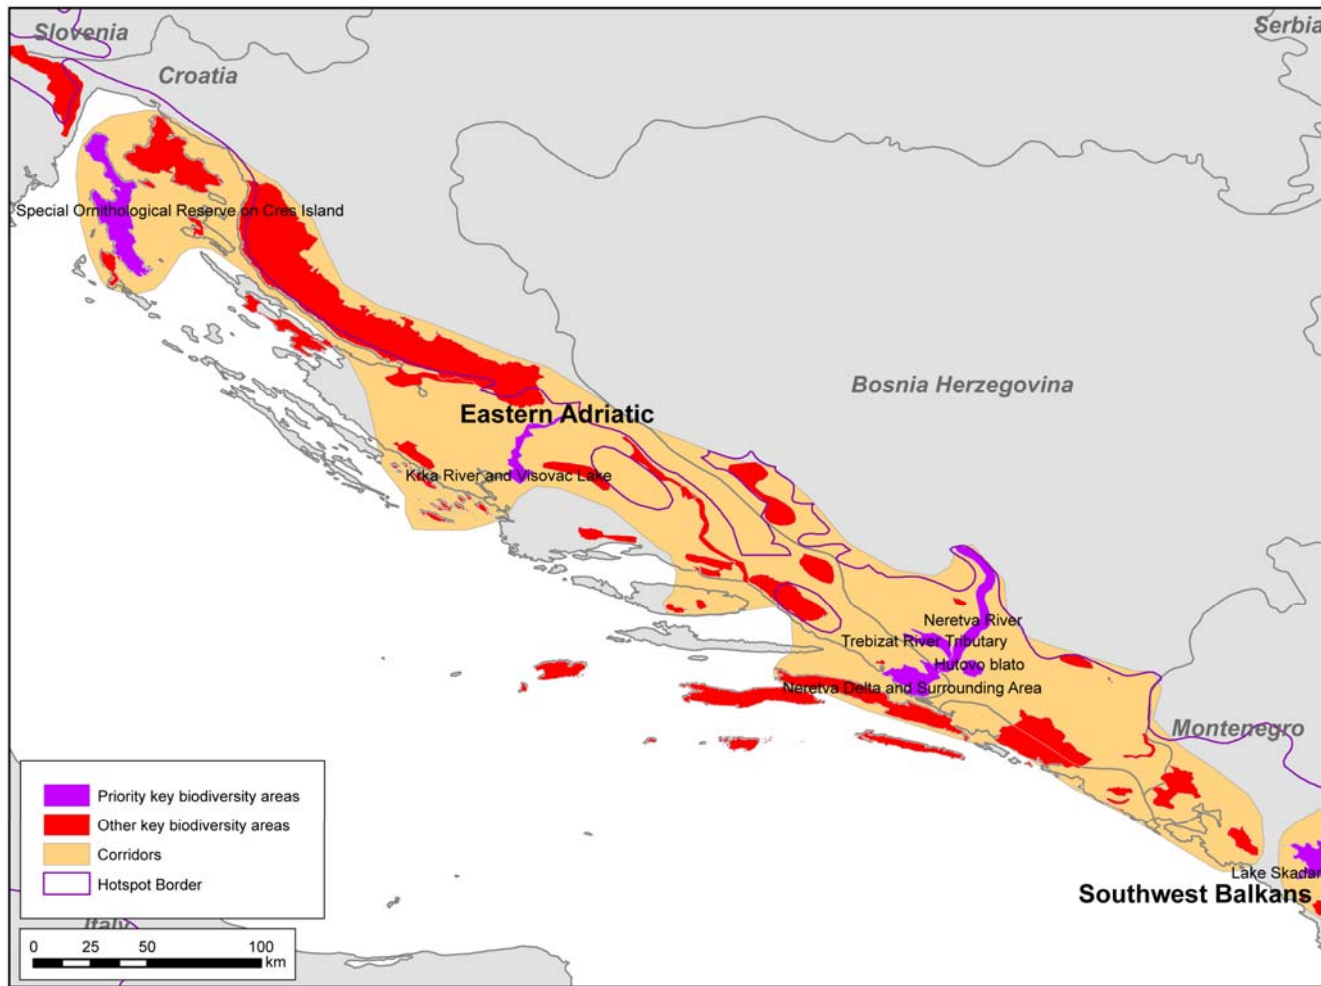 Slovenia
Serbia
Croatia
Special Ornithological Reserve on Cres Island
Bosnia Herzegovina
Eastern Adriatic
Krka River and Visovac Lake
Neretva River
Trebizat River Tributary
Hutovo blato
Neretva Delta and Surrounding Area
Montenegro
Priority key biodiversity areas
Other key biodiversity areas
Corridors
Hotspot Border
Lake Skadar
Southwest Balkans
Italy
0 25 50 100
km